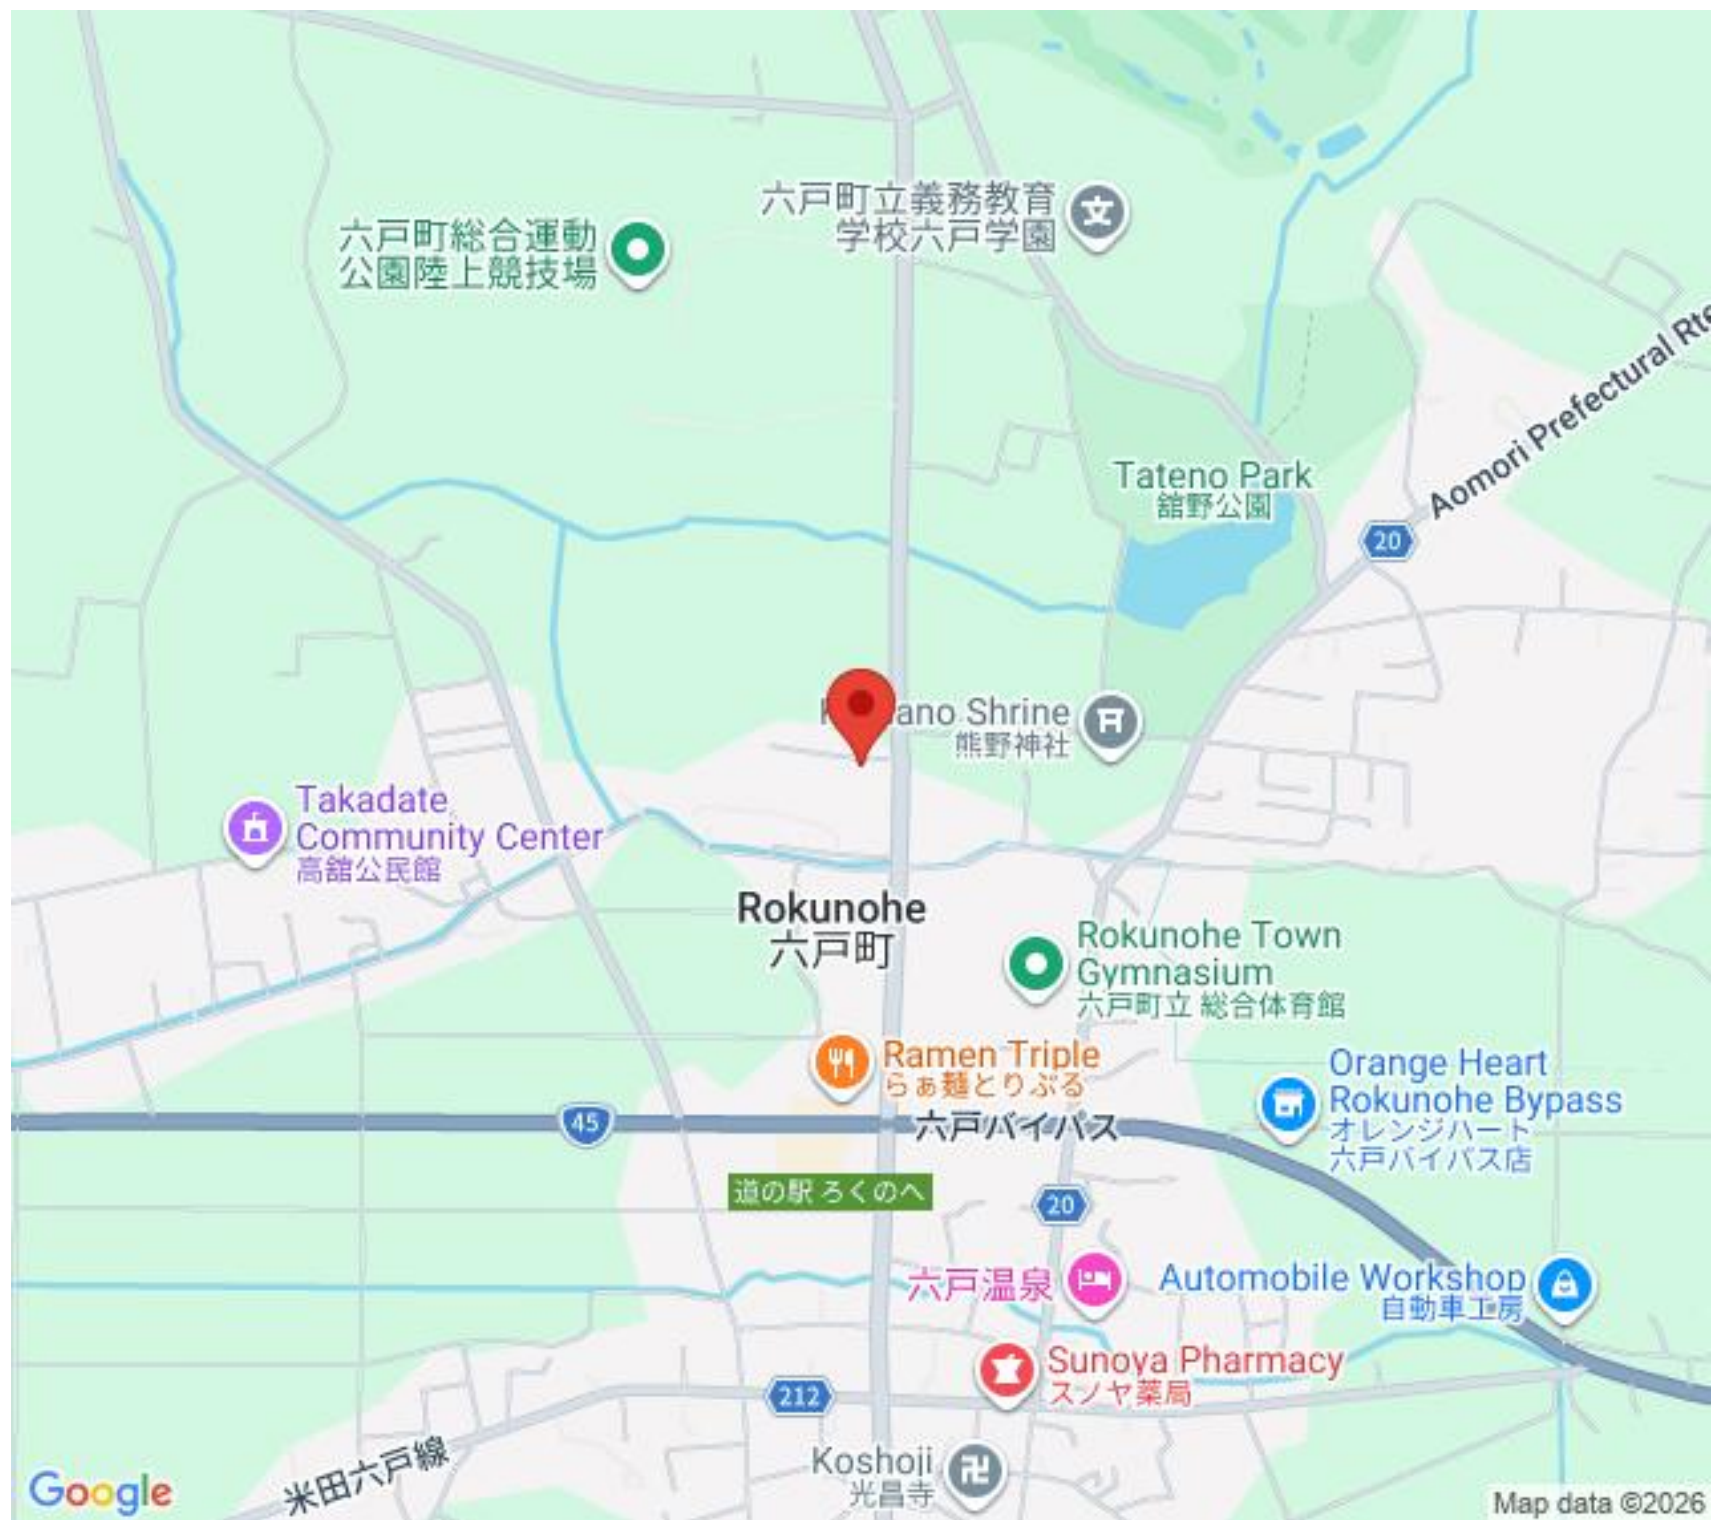 六戸町立義務教育
学校六戸学園
六戸町総合運動
公園陸上競技場
Aomori Prefectural Rte
Tateno Park
舘野公園
20
Shrine
熊野神社
Takadate
Community Center
高舘公民館
Rokunohe
六戸町
Rokunohe Town
Gymnasium
六戸町立 総合体育館
Ramen Triple
らぁ麺とりぷる
Orange Heart
Rokunohe Bypass
オレンジハート
六戸バイパス店
45
六戸バイパス
道の駅 ろくのへ
20
六戸温泉
Automobile Workshop
自動車工房
Sunoya Pharmacy
スノヤ薬局
212
米田六戸線
Koshoji
光昌寺
Google
Map data ©2026